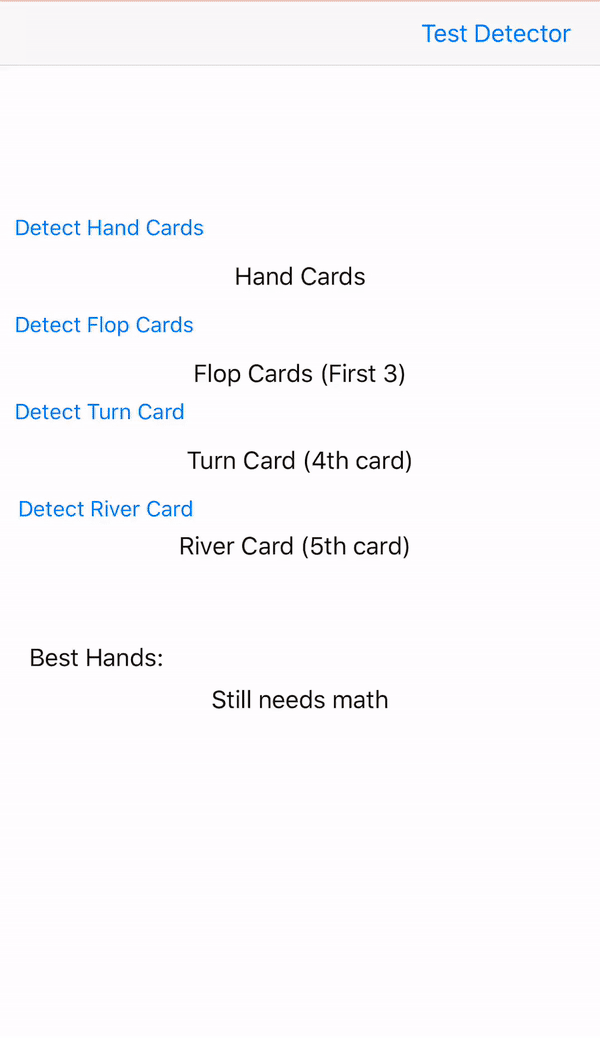 Test Detector
Detect Hand Cards
Hand Cards
Detect Flop Cards
Flop Cards (First 3)
Detect Turn Card
Turn Card (4th card)
Detect River Card
River Card (5th card)
Best Hands:
Still needs math